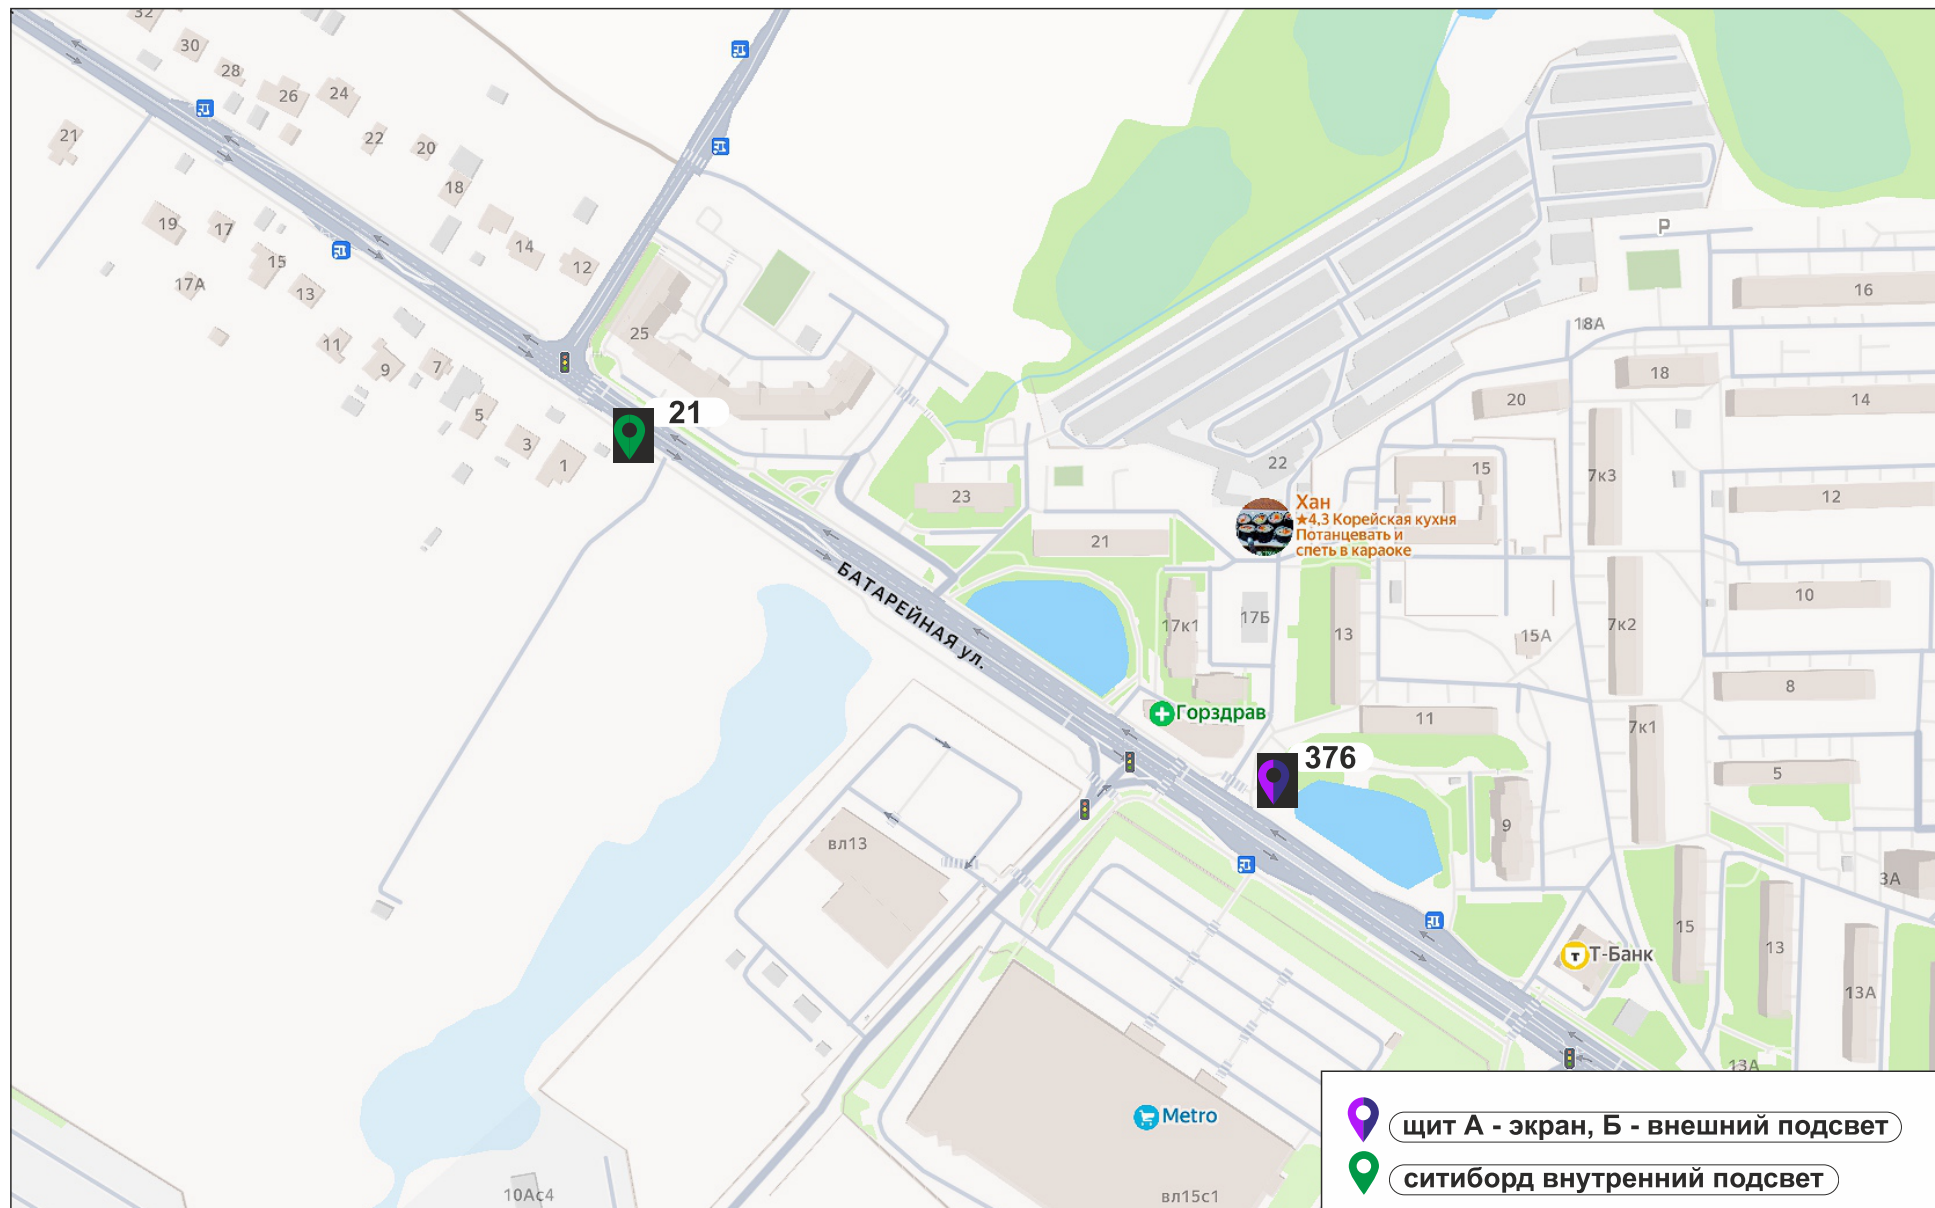 32
30
28
26
24
21
22
20
18
19
17
14
15
12
17А
13
25
11
9
7
5
21
3
1
P
16
18А
18
20
14
23
22
15
7к3
12
Хан
★4,3 Корейская кухня
Потанцевать и
спеть в караоке
21
БАТАРЕЙНАЯ ул.
17к1
17Б
13
15А
7к2
10
8
Горздрав
11
7к1
376
5
вл13
9
3А
15
13
Т
Т-Банк
13А
13А
Metro
10Ас4
вл15с1
щит А - экран, Б - внешний подсвет
ситиборд внутренний подсвет